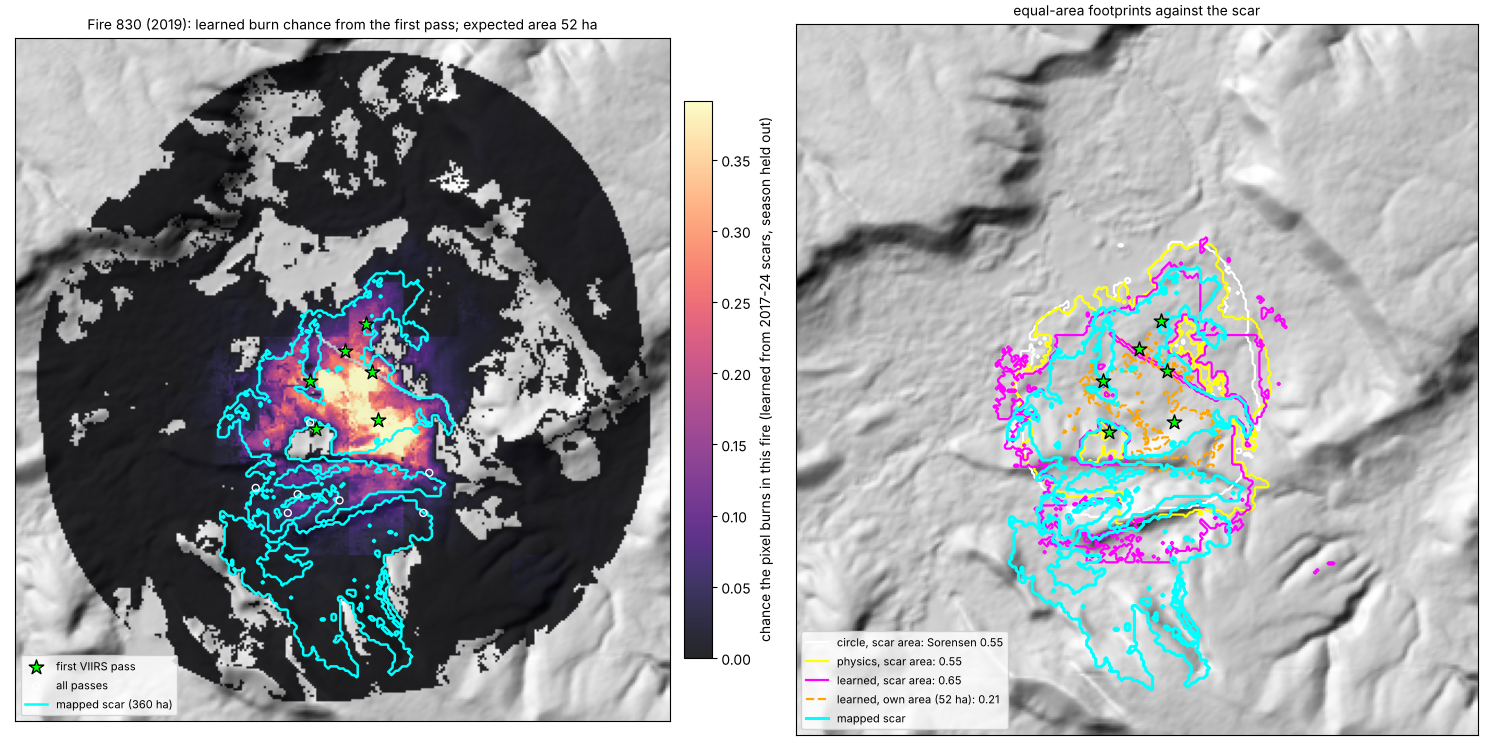 Fire 830 (2019): learned burn chance from the first pass; expected area 52 ha
equal-area footprints against the scar
0.35
0.30
0.25
0.20
0.15
0.10
0.05
0.00
chance the pixel burns in this fire (learned from 2017-24 scars, season held out)
first VIIRS pass
all passes
mapped scar (360 ha)
circle, scar area: Sorensen 0.55
physics, scar area: 0.55
learned, scar area: 0.65
learned, own area (52 ha): 0.21
mapped scar